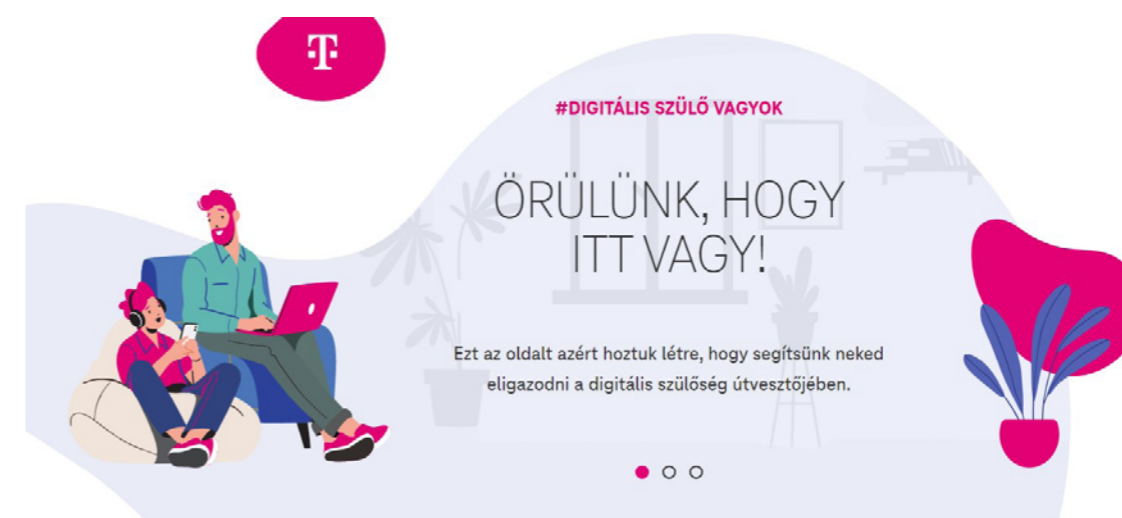 T
#DIGITÁLIS SZÜLŐ VAGYOK
ÖRÜLÜNK, HOGY
ITT VAGY!
Ezt az oldalt azért hoztuk létre, hogy segítsünk neked
eligazodni a digitális szülőség útvesztőjében.